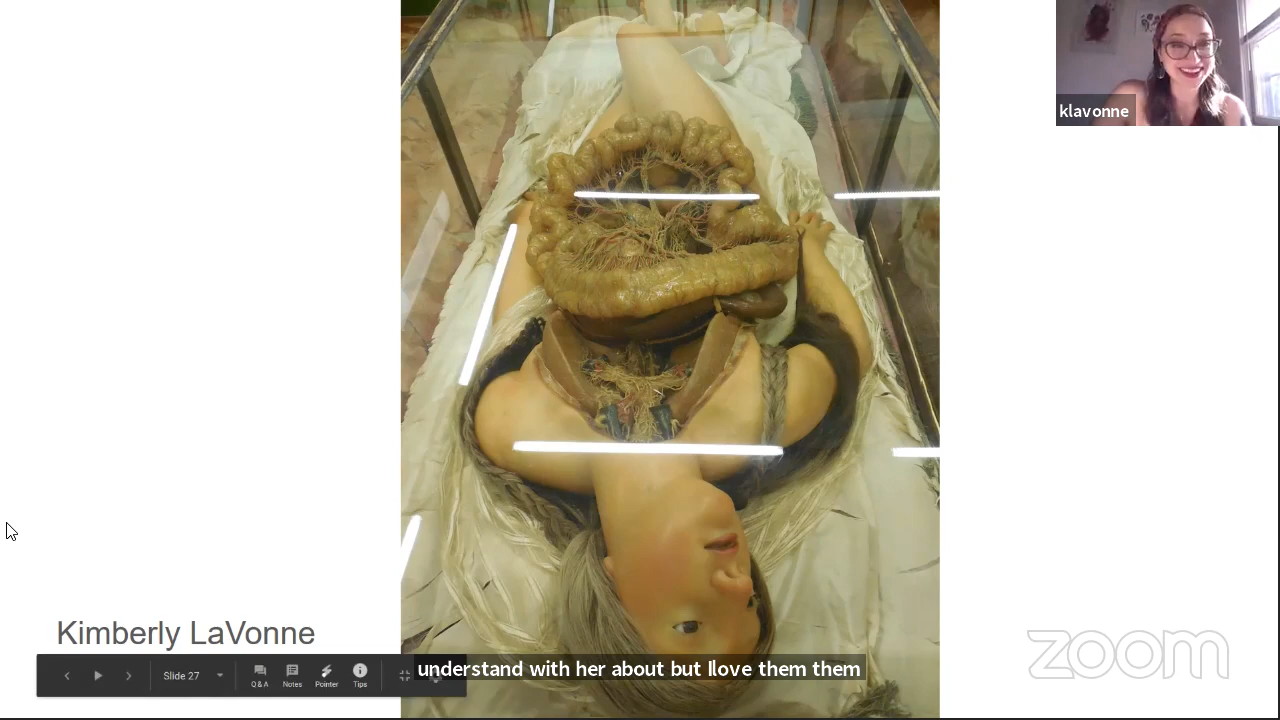 klavonne
Kimberly LaVonne
Slide 27
Q & A
Notes
Pointer
Tips
understand with her about but Ilove them them
zoom